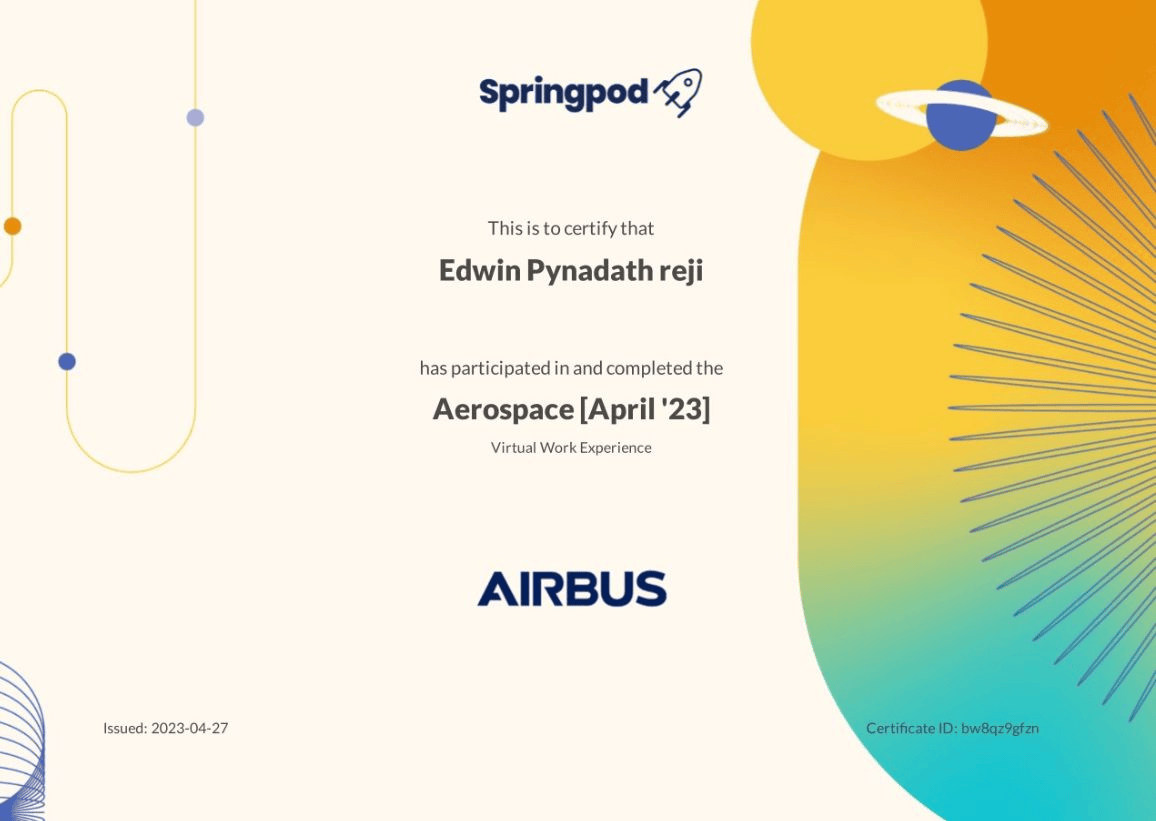 Springpod
This is to certify that
Edwin Pynadath reji
has participated in and completed the
Aerospace [April '23]
Virtual Work Experience
AIRBUS
Issued: 2023-04-27
Certificate ID: bw8qz9gfzn